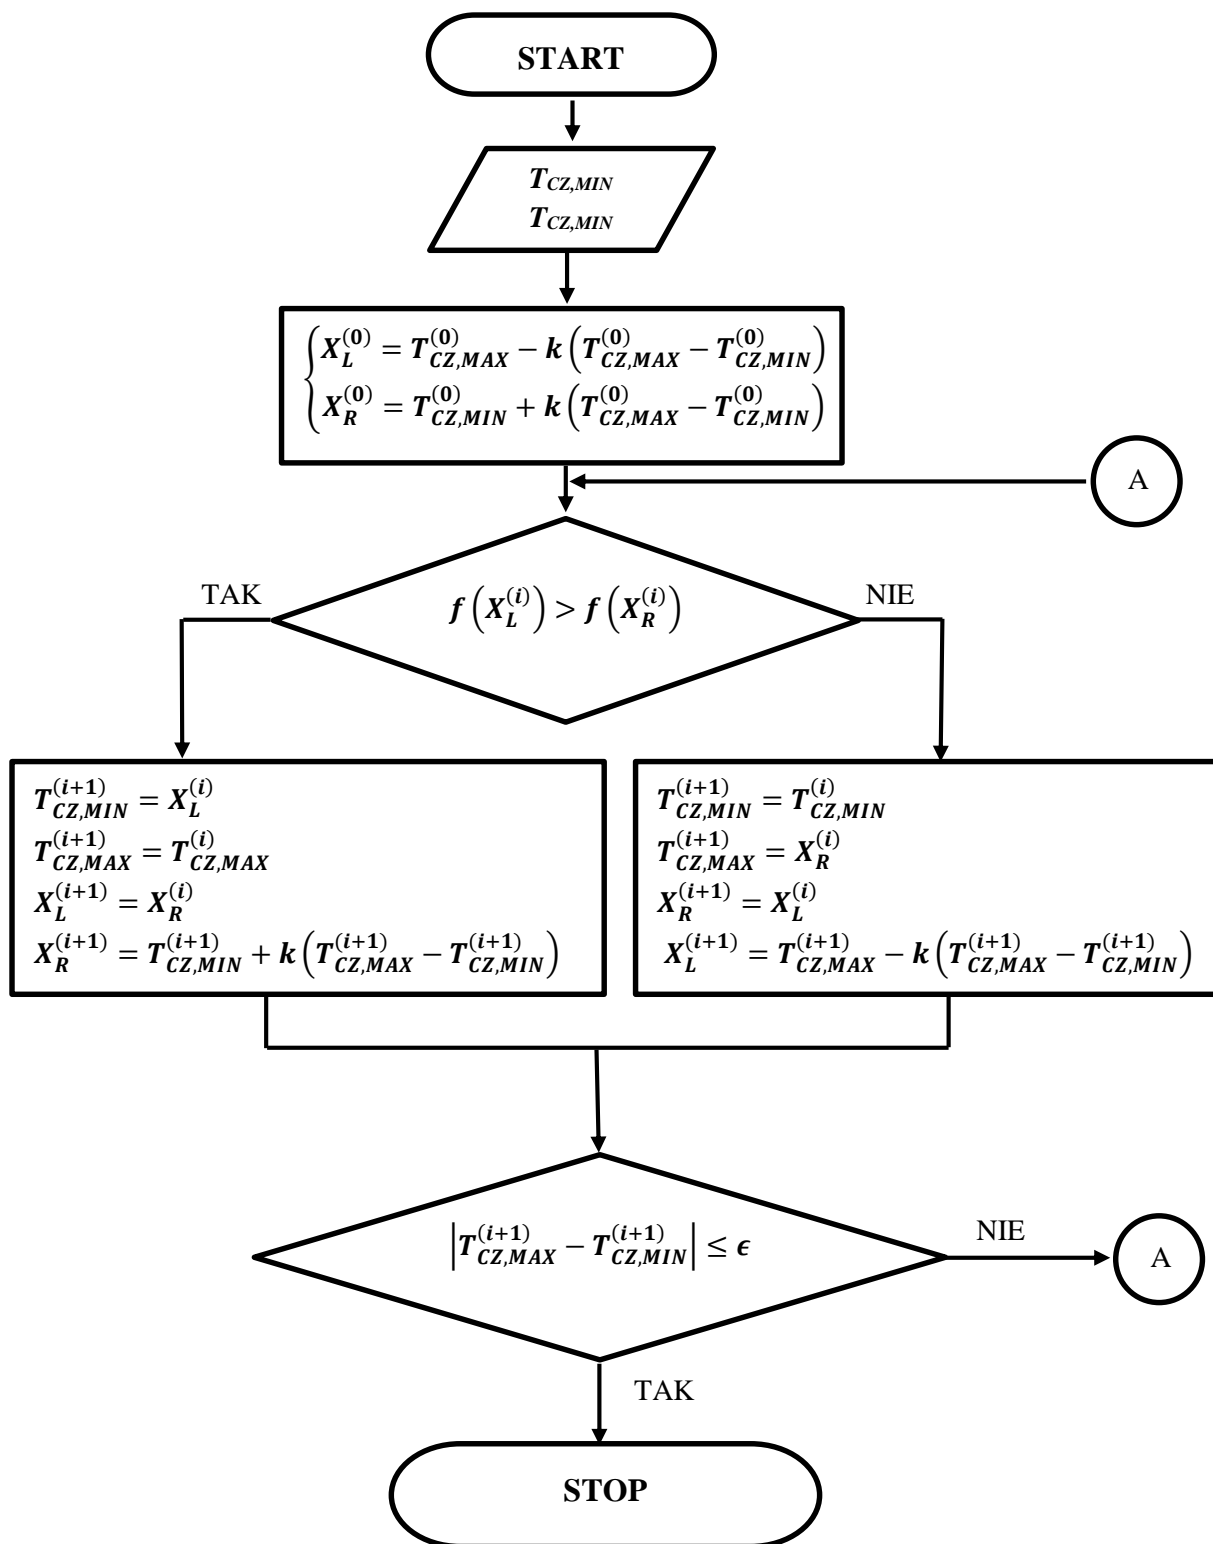 START
T_{CZ,MIN}
T_{CZ,MIN}
X_L^{(0)} = T_{CZ,MAX}^{(0)} − k(T_{CZ,MAX}^{(0)} − T_{CZ,MIN}^{(0)})
X_R^{(0)} = T_{CZ,MIN}^{(0)} + k(T_{CZ,MAX}^{(0)} − T_{CZ,MIN}^{(0)})
A
TAK
f(X_L^{(i)}) > f(X_R^{(i)})
NIE
T_{CZ,MIN}^{(i+1)} = X_L^{(i)}
T_{CZ,MAX}^{(i+1)} = T_{CZ,MAX}^{(i)}
X_L^{(i+1)} = X_R^{(i)}
X_R^{(i+1)} = T_{CZ,MIN}^{(i+1)} + k(T_{CZ,MAX}^{(i+1)} − T_{CZ,MIN}^{(i+1)})
T_{CZ,MIN}^{(i+1)} = T_{CZ,MIN}^{(i)}
T_{CZ,MAX}^{(i+1)} = X_R^{(i)}
X_R^{(i+1)} = X_L^{(i)}
X_L^{(i+1)} = T_{CZ,MAX}^{(i+1)} − k(T_{CZ,MAX}^{(i+1)} − T_{CZ,MIN}^{(i+1)})
|T_{CZ,MAX}^{(i+1)} − T_{CZ,MIN}^{(i+1)}| ≤ ϵ
NIE
A
TAK
STOP